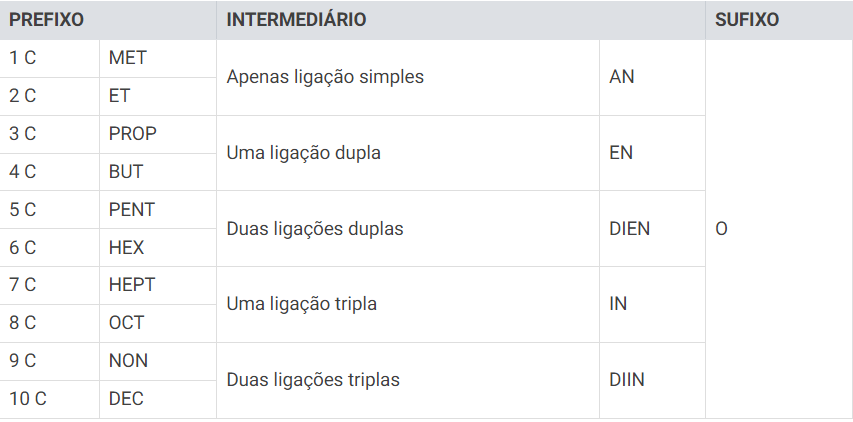 PREFIXO INTERMEDIÁRIO SUFIXO
1 C MET
Apenas ligação simples AN
2 C ET
3 C PROP
Uma ligação dupla EN
4 C BUT
5 C PENT
Duas ligações duplas DIEN O
6 C HEX
7 C HEPT
Uma ligação tripla IN
8 C OCT
9 C NON
Duas ligações triplas DIIN
10 C DEC